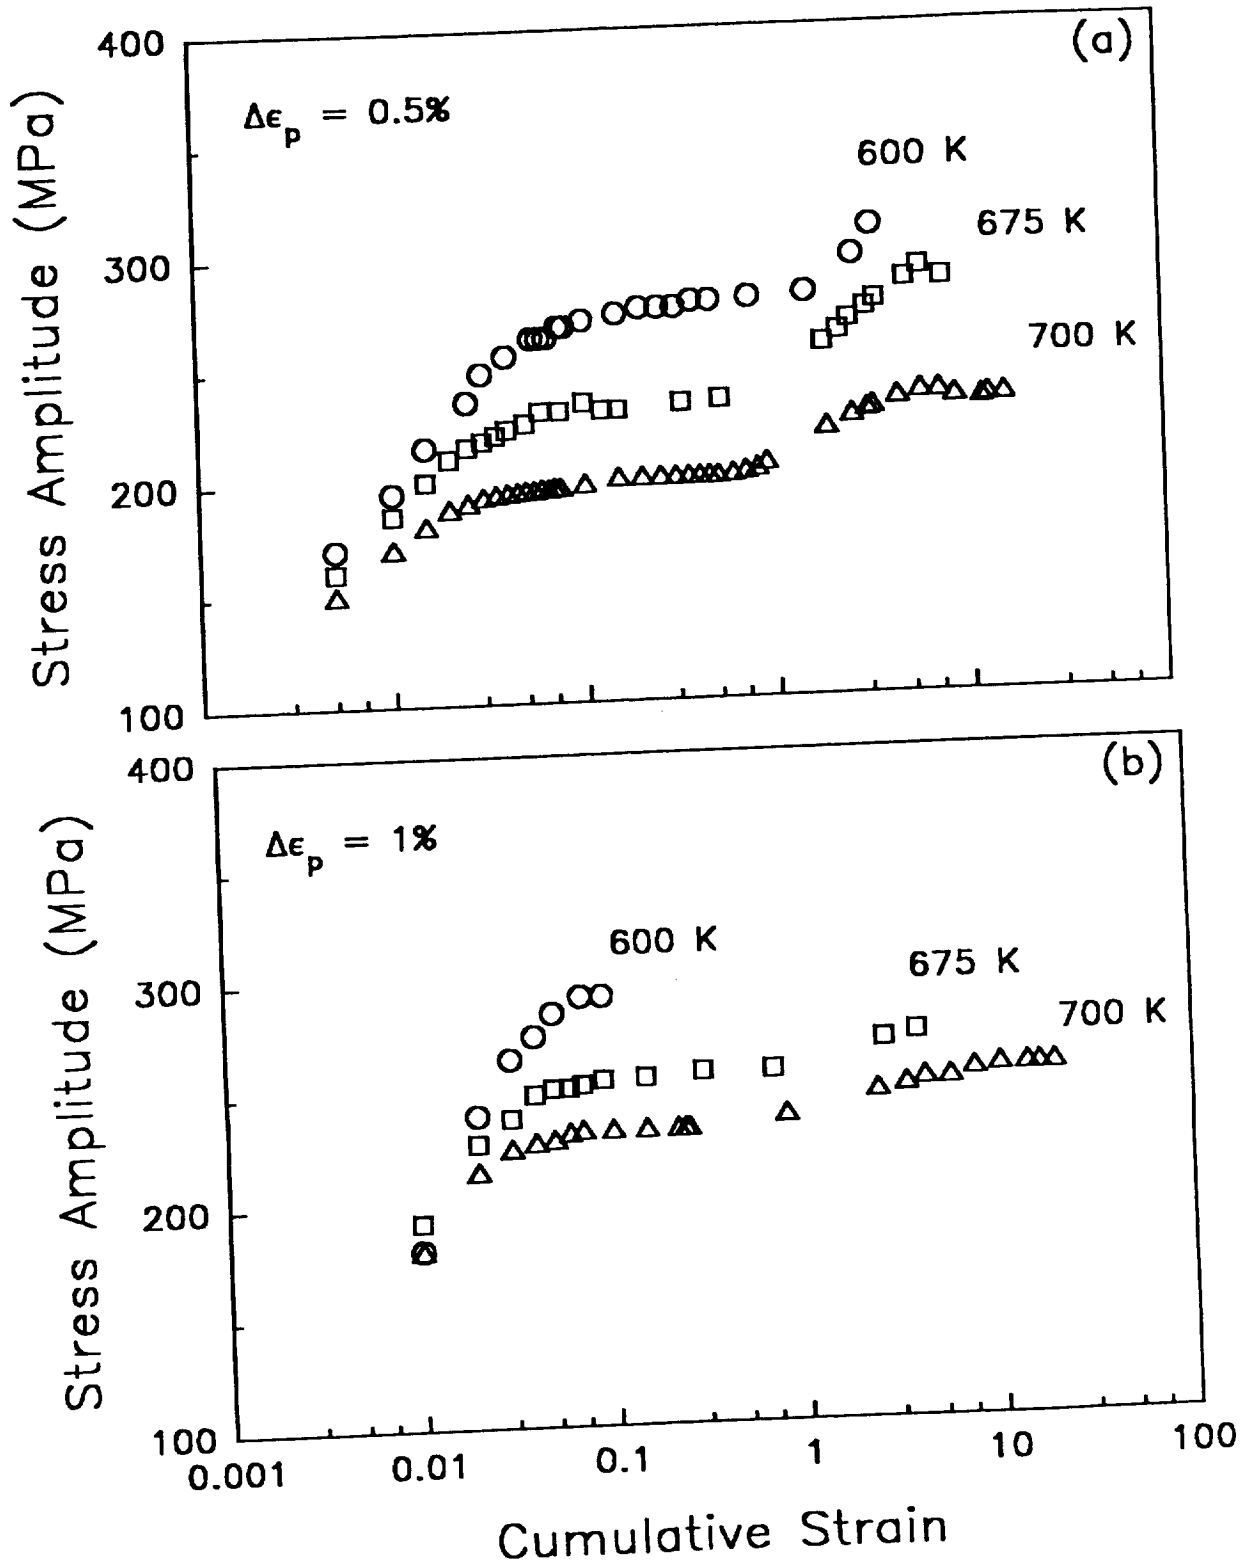 400
(a)
Δϵp = 0.5%
600 K
675 K
300
700 K
200
100
Stress Amplitude (MPa)
400
(b)
Δϵp = 1%
600 K
675 K
300
700 K
200
100
Stress Amplitude (MPa)
0.001
0.01
0.1
1
10
100
Cumulative Strain